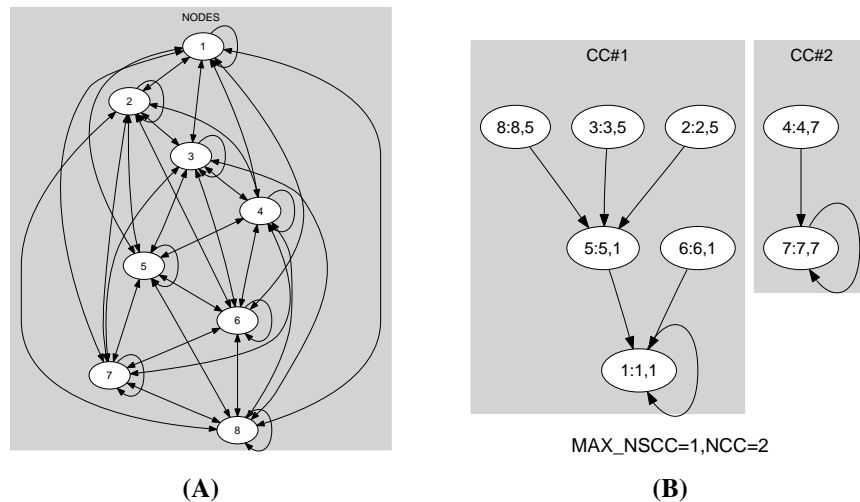 NODES
1
2
3
4
5
6
7
8
(A)
CC#1
CC#2
8:8,5
3:3,5
2:2,5
4:4,7
5:5,1
6:6,1
7:7,7
1:1,1
MAX_NSCC=1,NCC=2
(B)